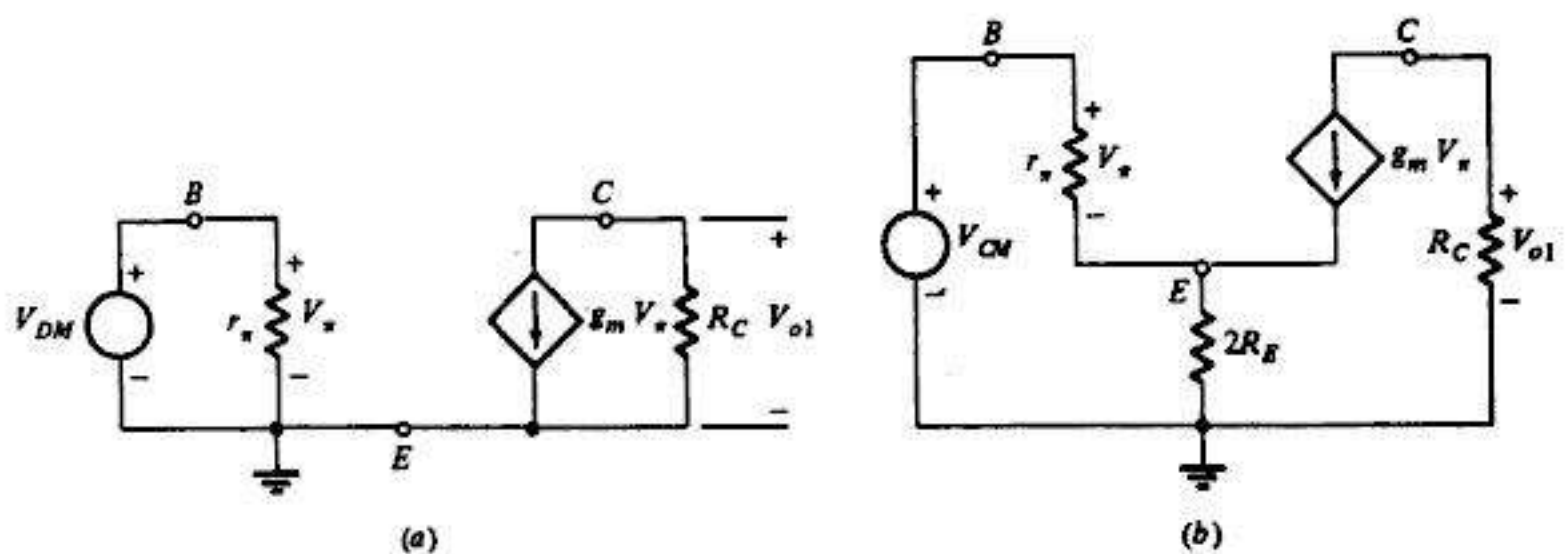 B
C
+
V_DM
−
r_π
+
V_π
−
g_m V_π
R_C
+
V_o1
−
E
(a)
B
C
+
V_CM
−
r_π
+
V_π
−
g_m V_π
R_C
+
V_o1
−
E
2R_E
(b)